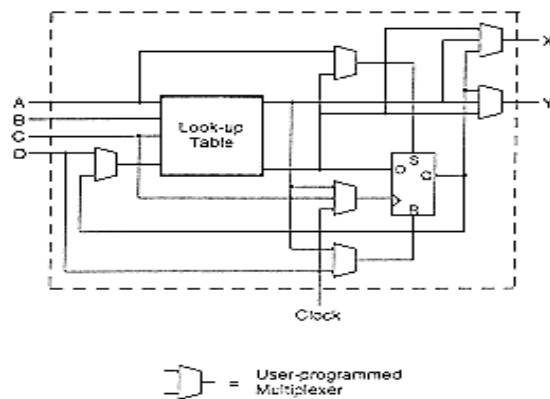 A
B
C
D
Look-up
Table
S
D
Q
R
X
Y
Clock
= User-programmed
Multiplexer